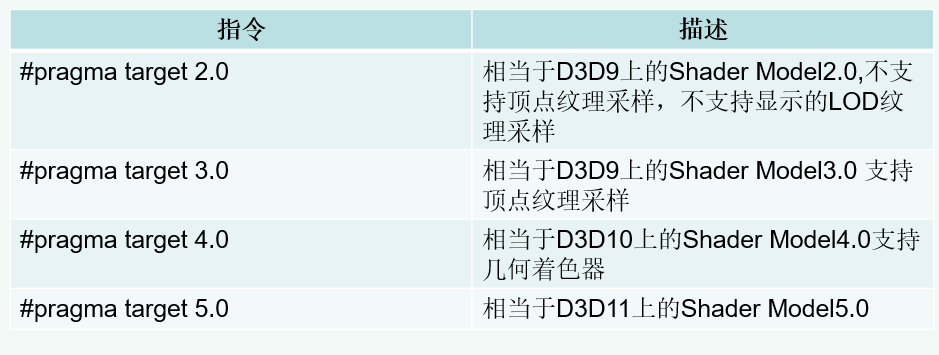 指令
描述
#pragma target 2.0
相当于D3D9上的Shader Model2.0,不支
持顶点纹理采样，不支持显示的LOD纹
理采样
#pragma target 3.0
相当于D3D9上的Shader Model3.0 支持
顶点纹理采样
#pragma target 4.0
相当于D3D10上的Shader Model4.0支持
几何着色器
#pragma target 5.0
相当于D3D11上的Shader Model5.0